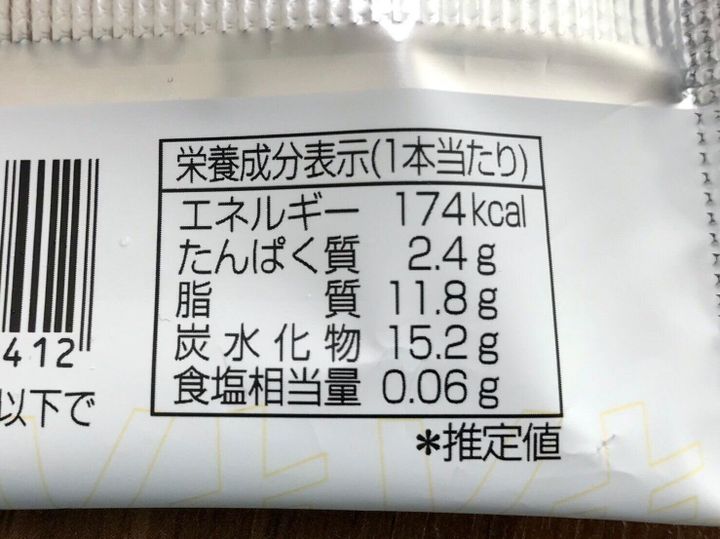 栄養成分表示(1本当たり)
エネルギー 174kcal
たんぱく質 2.4g
脂質 11.8g
炭水化物 15.2g
食塩相当量 0.06g
*推定値
412
以下で